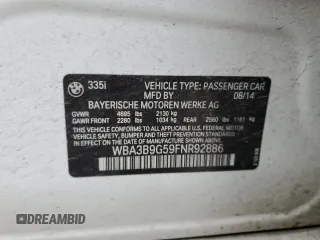 335i
VEHICLE TYPE: PASSENGER CAR
MFD BY 08/14
BAYERISCHE MOTOREN WERKE AG
GVWR 4695 lbs 2130 kg
GAWR FRONT 2280 lbs 1034 kg REAR 2560 lbs 1161 kg
THIS VEHICLE CONFORMS TO ALL APPLICABLE FEDERAL MOTOR
VEHICLE SAFETY, BUMPER AND THEFT PREVENTION STANDARDS IN
EFFECT ON THE DATE OF MANUFACTURE SHOWN ABOVE.
WBA3B9G59FNR92886
AUTOBIDMASTER